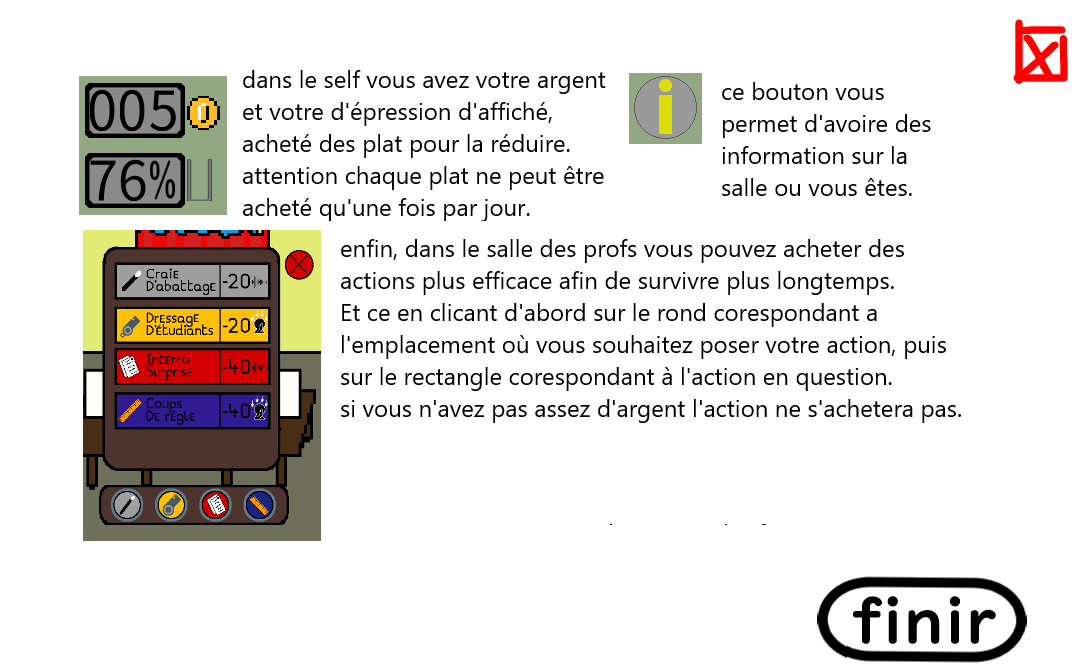 005
76%
dans le self vous avez votre argent
et votre d'épression d'affiché,
acheté des plat pour la réduire.
attention chaque plat ne peut être
acheté qu'une fois par jour.
i
ce bouton vous
permet d'avoire des
information sur la
salle ou vous êtes.
Craie
D'abattage -20
Dressage
D'Étudiants -20
Interro
Surprise -40
Coups
De règle -40
enfin, dans le salle des profs vous pouvez acheter des
actions plus efficace afin de survivre plus longtemps.
Et ce en clicant d'abord sur le rond corespondant a
l'emplacement où vous souhaitez poser votre action, puis
sur le rectangle corespondant à l'action en question.
si vous n'avez pas assez d'argent l'action ne s'achetera pas.
finir